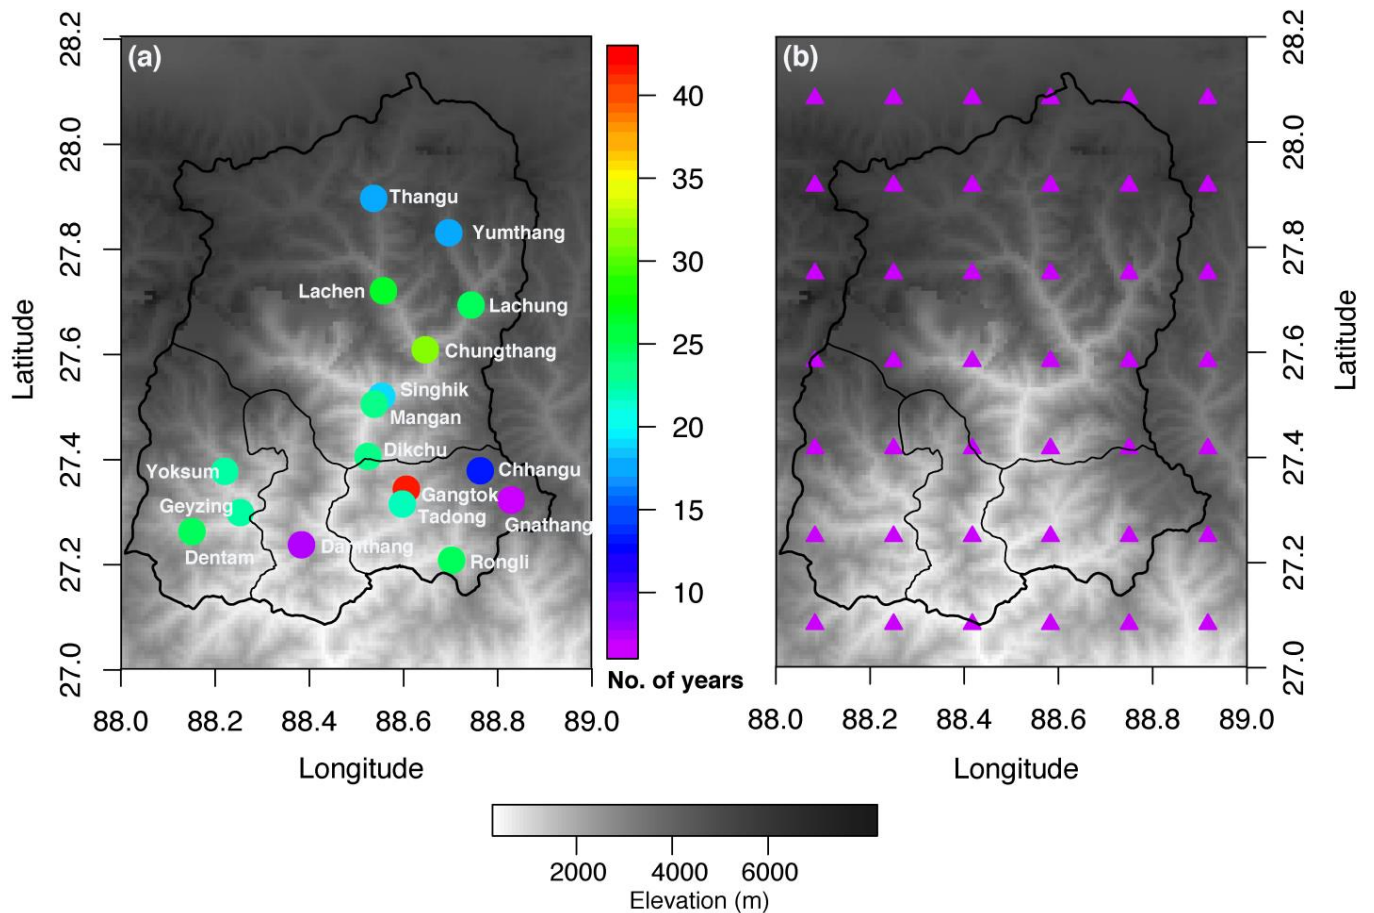 (a)
28.2
28.0
27.8
27.6
27.4
27.2
27.0
Latitude
Thangu
Yumthang
Lachen
Lachung
Chungthang
Singhik
Mangan
Dikchu
Yoksum
Chhangu
Geyzing
Gangtok
Tadong
Gnathang
Dentam
Damthang
Rongli
88.0 88.2 88.4 88.6 88.8 89.0
Longitude
40
35
30
25
20
15
10
No. of years
(b)
28.2
28.0
27.8
27.6
27.4
27.2
27.0
Latitude
88.0 88.2 88.4 88.6 88.8 89.0
Longitude
2000 4000 6000
Elevation (m)